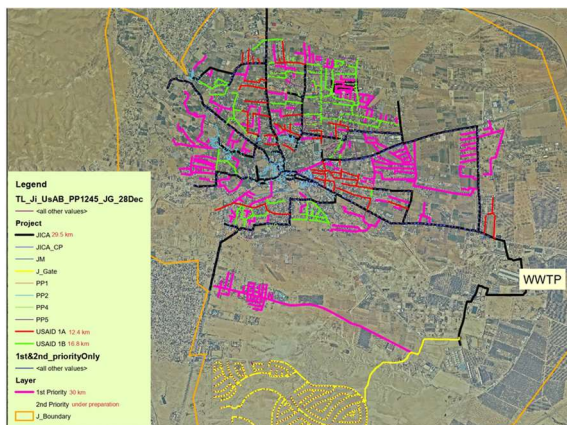 WWTP
Legend
TL_Ji_UsAB_PP1245_JG_28Dec
<all other values>
Project
JICA 29.5 km
JICA_CP
JM
J_Gate
PP1
PP2
PP4
PP5
USAID 1A 12.4 km
USAID 1B 16.8 km
1st&2nd_priorityOnly
<all other values>
Layer
1st Priority 30 km
2nd Priority under preparation
J_Boundary